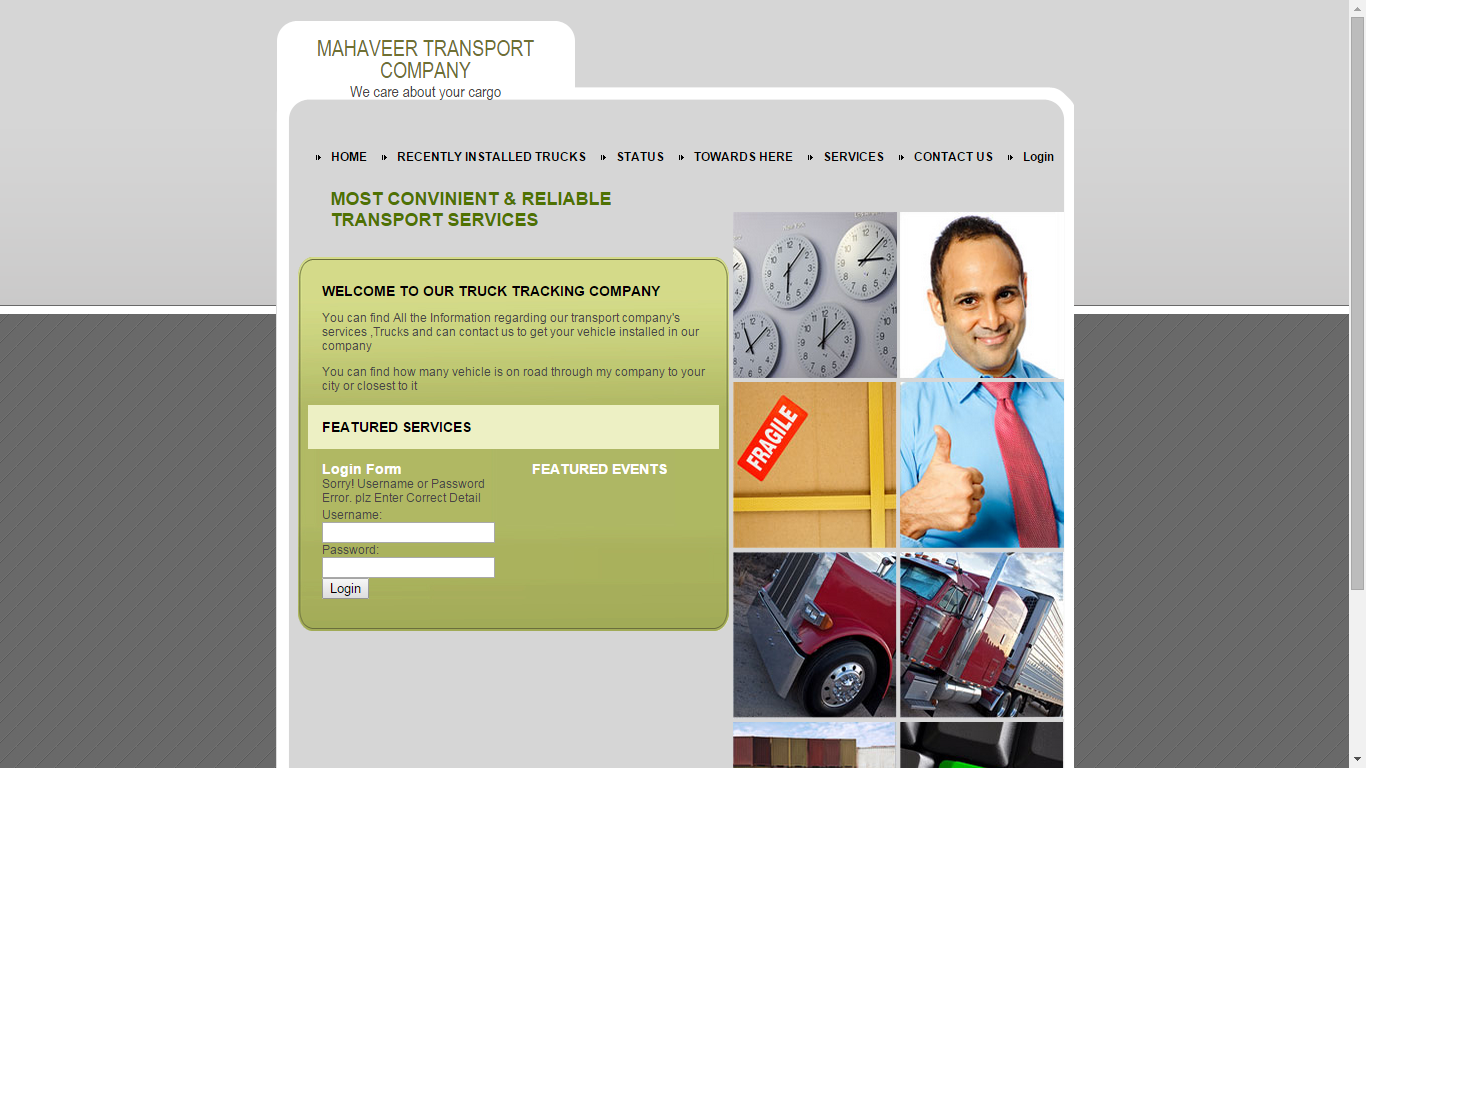 MAHAVEER TRANSPORT
COMPANY
We care about your cargo
HOME RECENTLY INSTALLED TRUCKS STATUS TOWARDS HERE SERVICES CONTACT US Login
MOST CONVINIENT & RELIABLE
TRANSPORT SERVICES
WELCOME TO OUR TRUCK TRACKING COMPANY
You can find All the Information regarding our transport company's
services ,Trucks and can contact us to get your vehicle installed in our
company
You can find how many vehicle is on road through my company to your
city or closest to it
FEATURED SERVICES
Login Form
Sorry! Username or Password
Error. plz Enter Correct Detail
Username:
Password:
Login
FEATURED EVENTS
FRAGILE